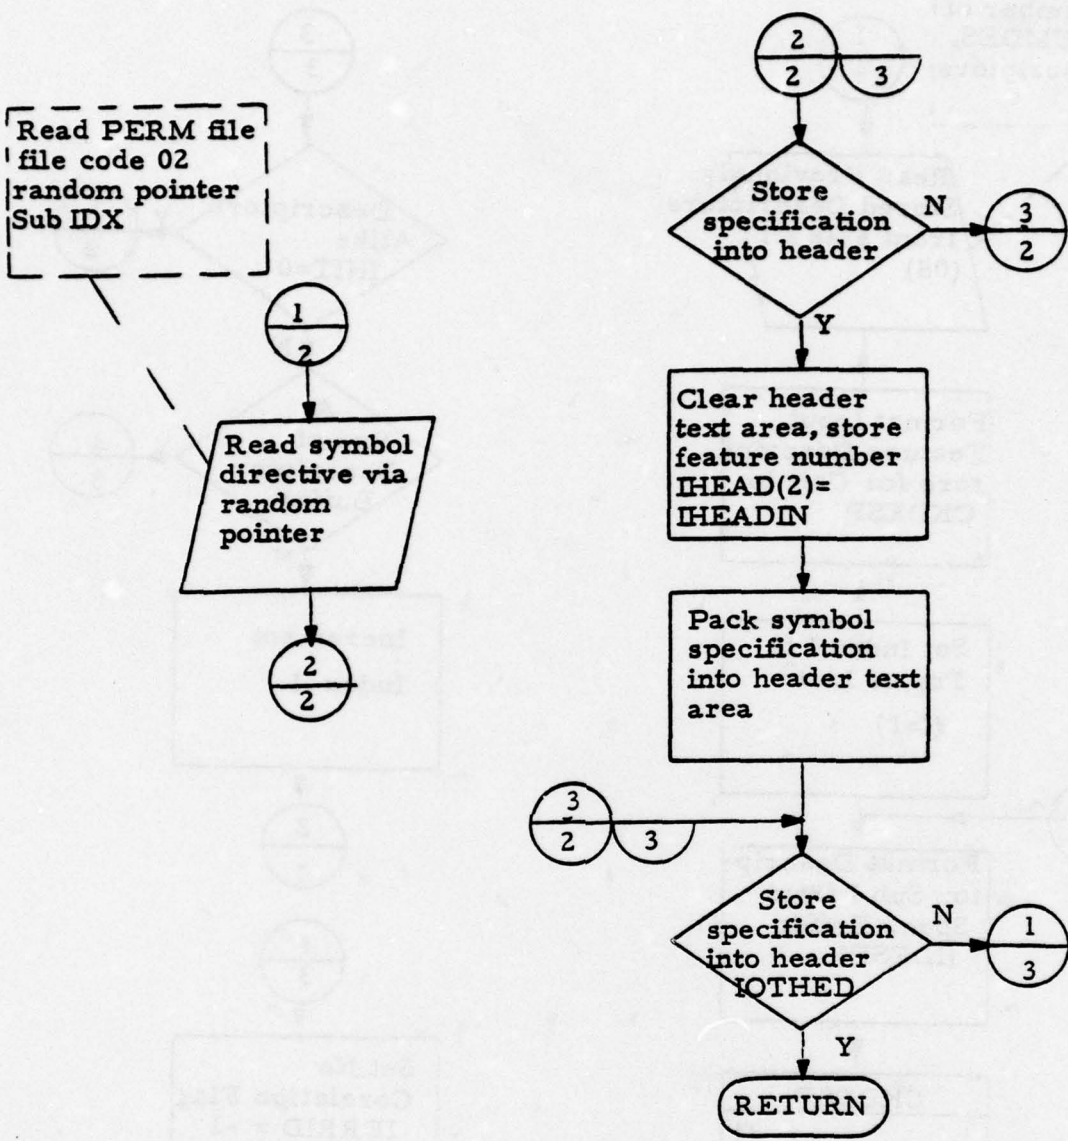 Read PERM file
file code 02
random pointer
Sub IDX
1
2
Read symbol
directive via
random
pointer
2
2
2
2
3
Store
specification
into header
N
3
2
Y
Clear header
text area, store
feature number
IHEAD(2)=
IHEADIN
Pack symbol
specification
into header text
area
3
2
3
Store
specification
into header
IOTHED
N
1
3
Y
RETURN